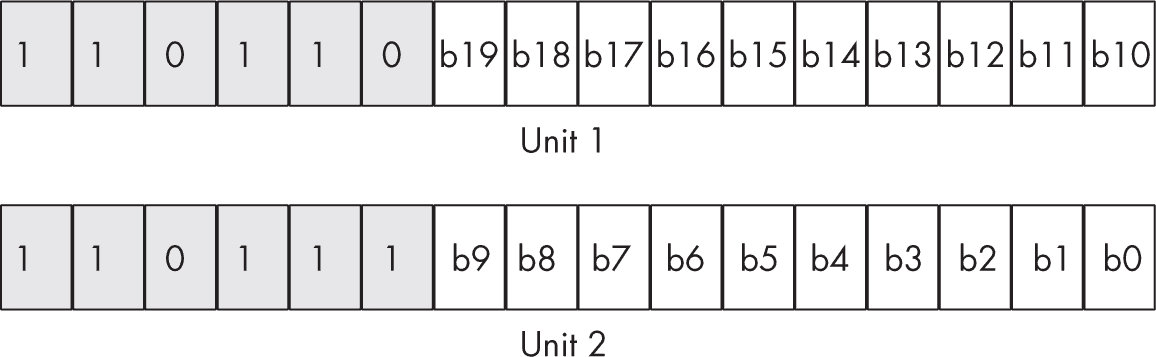 1 1 0 1 1 0 b19 b18 b17 b16 b15 b14 b13 b12 b11 b10
Unit 1
1 1 0 1 1 1 b9 b8 b7 b6 b5 b4 b3 b2 b1 b0
Unit 2